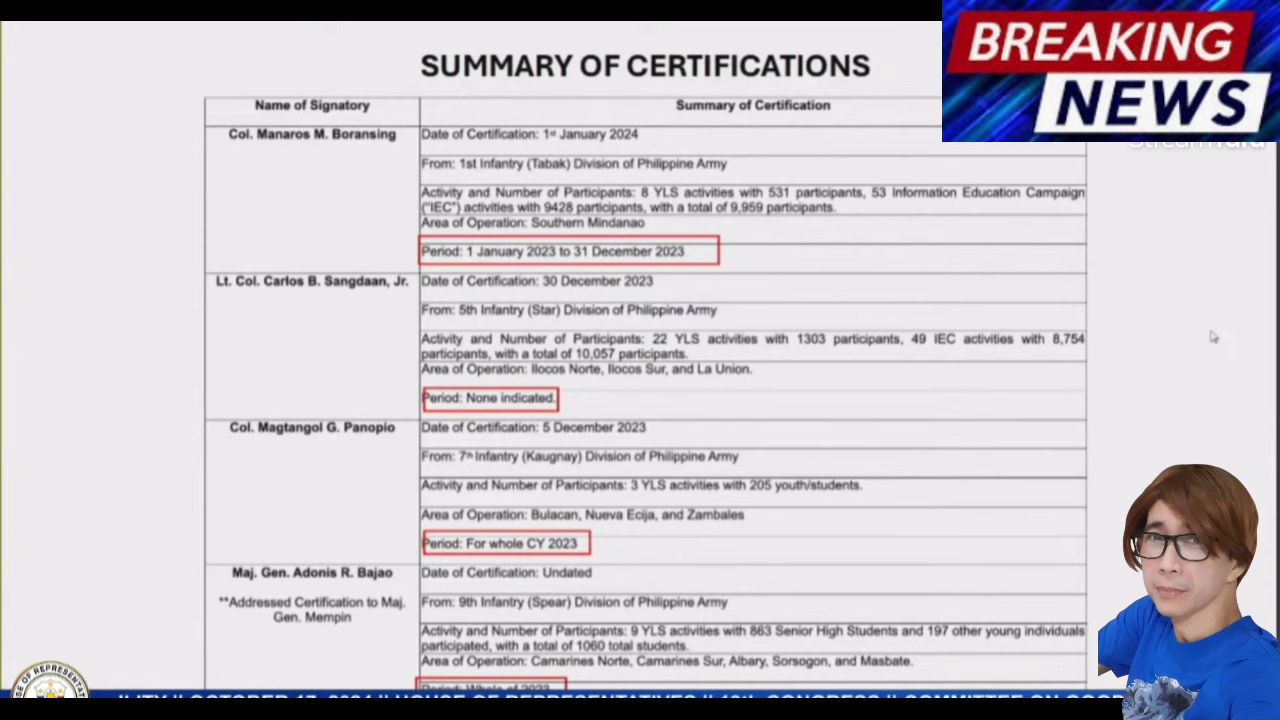 BREAKING
NEWS
SUMMARY OF CERTIFICATIONS
Name of Signatory
Summary of Certification
Col. Manaros M. Boransing
Date of Certification: 1st January 2024
From: 1st Infantry (Tabak) Division of Philippine Army
Activity and Number of Participants: 8 YLS activities with 531 participants, 53 Information Education Campaign
("IEC") activities with 9428 participants, with a total of 9,959 participants.
Area of Operation: Southern Mindanao
Period: 1 January 2023 to 31 December 2023
Lt. Col. Carlos B. Sangdaan, Jr.
Date of Certification: 30 December 2023
From: 5th Infantry (Star) Division of Philippine Army
Activity and Number of Participants: 22 YLS activities with 1303 participants, 49 IEC activities with 8,754
participants, with a total of 10,057 participants.
Area of Operation: Ilocos Norte, Ilocos Sur, and La Union.
Period: None indicated.
Col. Magtangol G. Panopio
Date of Certification: 5 December 2023
From: 7th Infantry (Kaugnay) Division of Philippine Army
Activity and Number of Participants: 3 YLS activities with 205 youth/students.
Area of Operation: Bulacan, Nueva Ecija, and Zambales
Period: For whole CY 2023
Maj. Gen. Adonis R. Bajao
**Addressed Certification to Maj.
Gen. Mempin
Date of Certification: Undated
From: 9th Infantry (Spear) Division of Philippine Army
Activity and Number of Participants: 9 YLS activities with 863 Senior High Students and 197 other young individuals
participated, with a total of 1060 total students.
Area of Operation: Camarines Norte, Camarines Sur, Albary, Sorsogon, and Masbate.
Period: Whole of 2023